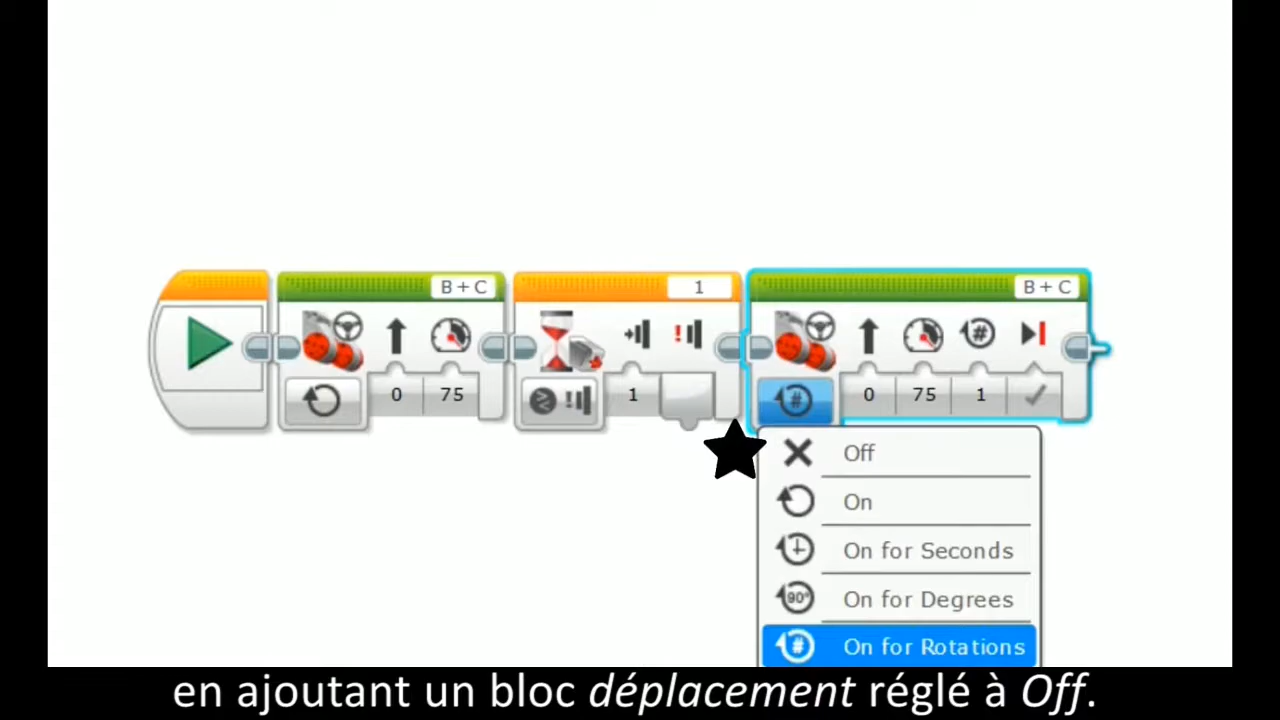 B + C
1
B + C
0
75
#
1
#
0
75
1
Off
On
On for Seconds
90°
On for Degrees
#
On for Rotations
en ajoutant un bloc déplacement réglé à Off.